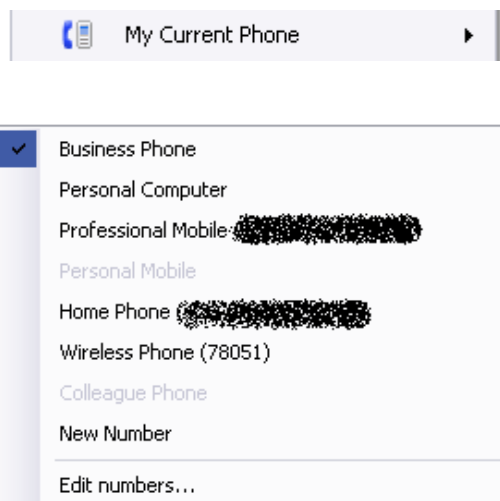 My Current Phone
Business Phone
Personal Computer
Professional Mobile
Personal Mobile
Home Phone
Wireless Phone (78051)
Colleague Phone
New Number
Edit numbers...